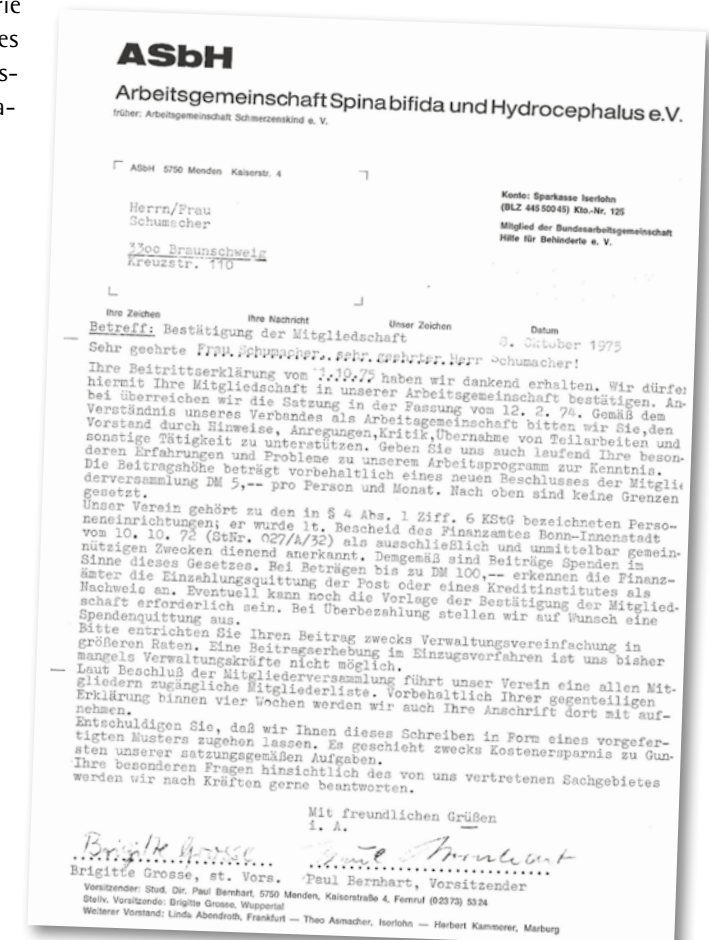 rie
es
s-
a-
ASbH
Arbeitsgemeinschaft Spina bifida und Hydrocephalus e.V.
früher: Arbeitsgemeinschaft Schmerzenskind e. V.
ASbH 5750 Menden Kaiserstr. 4
Konto: Sparkasse Iserlohn
(BLZ 445 500 45) Kto.-Nr. 125
Mitglied der Bundesarbeitsgemeinschaft
Hilfe für Behinderte e. V.
Herrn/Frau
Schumacher
33oo Braunschweig
Kreuzstr. 110
Ihre Zeichen Ihre Nachricht Unser Zeichen Datum
Betreff: Bestätigung der Mitgliedschaft 8. Oktober 1975
Sehr geehrte Frau Schumacher, sehr geehrter Herr Schumacher!
Ihre Beitrittserklärung vom 1.10.75 haben wir dankend erhalten. Wir dürfen
hiermit Ihre Mitgliedschaft in unserer Arbeitsgemeinschaft bestätigen. An-
bei überreichen wir die Satzung in der Fassung vom 12. 2. 74. Gemäß dem
Verständnis unseres Verbandes als Arbeitsgemeinschaft bitten wir Sie,den
Vorstand durch Hinweise, Anregungen,Kritik,Übernahme von Teilarbeiten und
sonstige Tätigkeit zu unterstützen. Geben Sie uns auch laufend Ihre beson-
deren Erfahrungen und Probleme zu unserem Arbeitsprogramm zur Kenntnis.
Die Beitragshöhe beträgt vorbehaltlich eines neuen Beschlusses der Mitglie
derversammlung DM 5,-- pro Person und Monat. Nach oben sind keine Grenzen
gesetzt.
Unser Verein gehört zu den in § 4 Abs. 1 Ziff. 6 KStG bezeichneten Perso-
neneinrichtungen; er wurde lt. Bescheid des Finanzamtes Bonn-Innenstadt
vom 10. 10. 72 (StNr. 027/A/32) als ausschließlich und unmittelbar gemein-
nützigen Zwecken dienend anerkannt. Demgemäß sind Beiträge Spenden im
Sinne dieses Gesetzes. Bei Beträgen bis zu DM 100,-- erkennen die Finanz-
ämter die Einzahlungsquittung der Post oder eines Kreditinstitutes als
Nachweis an. Eventuell kann noch die Vorlage der Bestätigung der Mitglied-
schaft erforderlich sein. Bei Überbezahlung stellen wir auf Wunsch eine
Spendenquittung aus.
Bitte entrichten Sie Ihren Beitrag zwecks Verwaltungsvereinfachung in
größeren Raten. Eine Beitragserhebung im Einzugsverfahren ist uns bisher
mangels Verwaltungskräfte nicht möglich.
Laut Beschluß der Mitgliederversammlung führt unser Verein eine allen Mit-
gliedern zugängliche Mitgliederliste. Vorbehaltlich Ihrer gegenteiligen
Erklärung binnen vier Wochen werden wir auch Ihre Anschrift dort mit auf-
nehmen.
Entschuldigen Sie, daß wir Ihnen dieses Schreiben in Form eines vorgefer-
tigten Musters zugehen lassen. Es geschieht zwecks Kostenersparnis zu Gun-
sten unserer satzungsgemäßen Aufgaben.
Ihre besonderen Fragen hinsichtlich des von uns vertretenen Sachgebietes
werden wir nach Kräften gerne beantworten.
Mit freundlichen Grüßen
i. A.
Brigitte Grosse Paul Bernhart
Brigitte Grosse, st. Vors. Paul Bernhart, Vorsitzender
Vorsitzender: Stud. Dir. Paul Bernhart, 5750 Menden, Kaiserstraße 4, Fernruf (02373) 5324
Stellv. Vorsitzende: Brigitte Grosse, Wuppertal
Weiterer Vorstand: Linda Abendroth, Frankfurt — Theo Asmacher, Iserlohn — Herbert Kammerer, Marburg